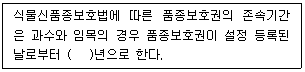 식물신품종보호법에 따른 품종보호권의 존속기간
은 과수와 임목의 경우 품종보호권이 설정 등록된
날로부터 (   )년으로 한다.